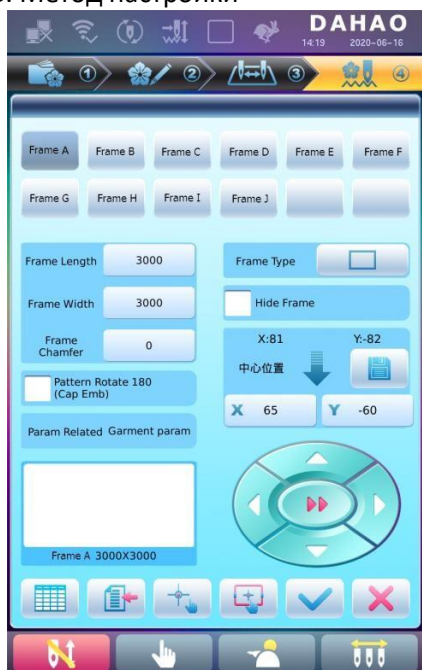 Метод настройки
DAHAO
14:19 2020-06-16
① ② ③ ④
Frame A Frame B Frame C Frame D Frame E Frame F
Frame G Frame H Frame I Frame J
Frame Length 3000
Frame Width 3000
Frame Chamfer 0
Pattern Rotate 180
(Cap Emb)
Param Related Garment param
Frame A 3000X3000
Frame Type
Hide Frame
X:81 Y:-82
中心位置
X 65 Y -60